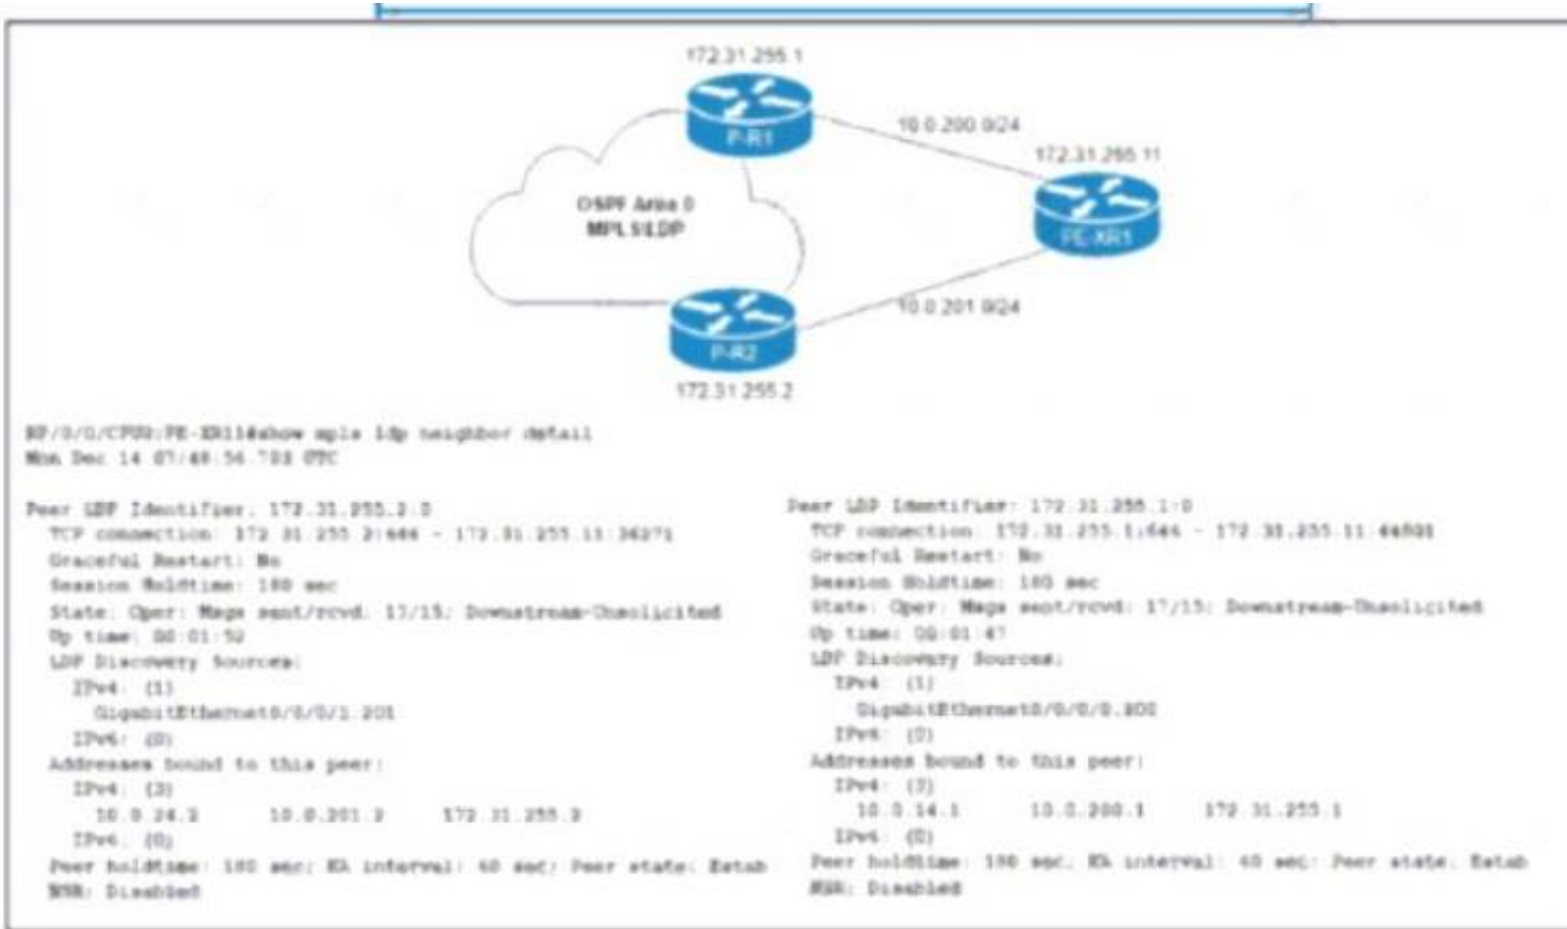 172.31.255.1
P-R1
10.0.200.0/24
172.31.255.11
PE-XR1
OSPF Area 0
MPLS/LDP
10.0.201.0/24
P-R2
172.31.255.2
RP/0/0/CPU0:PE-XR11#show mpls ldp neighbor detail
Mon Dec 14 07:48:56.703 UTC
Peer LDP Identifier: 172.31.255.2:0
TCP connection: 172.31.255.2:646 - 172.31.255.11:36271
Graceful Restart: No
Session Holdtime: 180 sec
State: Oper; Msgs sent/rcvd: 17/15; Downstream-Unsolicited
Up time: 00:01:52
LDP Discovery Sources:
IPv4: (1)
GigabitEthernet0/0/0/1.201
IPv6: (0)
Addresses bound to this peer:
IPv4: (3)
10.0.24.2 10.0.201.2 172.31.255.2
IPv6: (0)
Peer holdtime: 180 sec; KA interval: 60 sec; Peer state: Estab
NSR: Disabled
Peer LDP Identifier: 172.31.255.1:0
TCP connection: 172.31.255.1:646 - 172.31.255.11:44801
Graceful Restart: No
Session Holdtime: 180 sec
State: Oper; Msgs sent/rcvd: 17/15; Downstream-Unsolicited
Up time: 00:01:47
LDP Discovery Sources:
IPv4: (1)
GigabitEthernet0/0/0/0.200
IPv6: (0)
Addresses bound to this peer:
IPv4: (3)
10.0.14.1 10.0.200.1 172.31.255.1
IPv6: (0)
Peer holdtime: 180 sec; KA interval: 60 sec; Peer state: Estab
NSR: Disabled